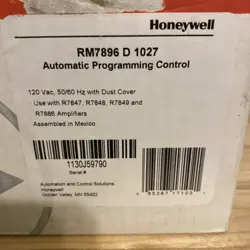 Honeywell
RM7896 D 1027
Automatic Programming Control
120 Vac, 50/60 Hz with Dust Cover
Use with R7847, R7848, R7849 and
R7886 Amplifiers
Assembled in Mexico
1130J59790
Serial #
Automation and Control Solutions
Honeywell
Golden Valley, MN 55422